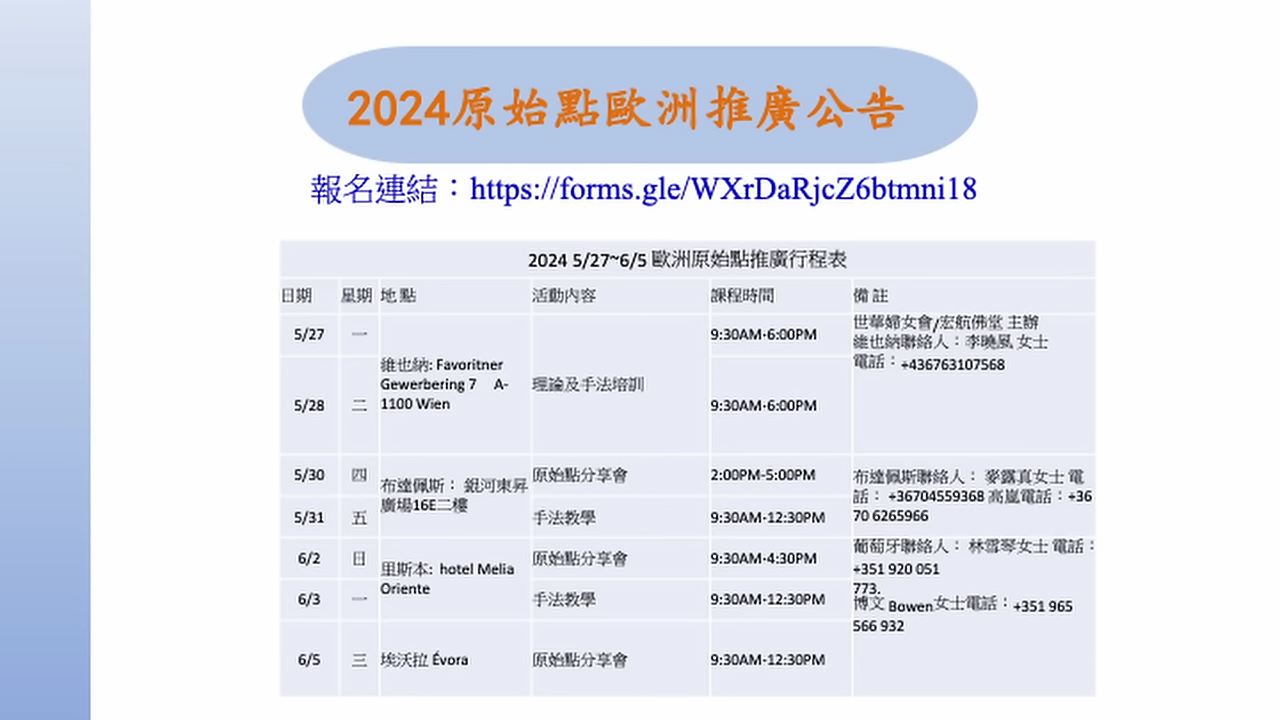 2024原始點歐洲推廣公告
報名連結：https://forms.gle/WXrDaRjcZ6btmni18
2024 5/27~6/5 歐洲原始點推廣行程表
日期 星期 地 點 活動內容 課程時間 備 註
5/27 一 9:30AM-6:00PM
維也納: Favoritner
Gewerbering 7 A-
1100 Wien
理論及手法培訓
世華婦女會/宏航佛堂 主辦
維也納聯絡人：李曉風 女士
電話：+436763107568
5/28 二 9:30AM-6:00PM
5/30 四 原始點分享會 2:00PM-5:00PM
布達佩斯： 銀河東昇
廣場16E二樓
布達佩斯聯絡人： 麥露真女士 電
話： +36704559368 高嵐電話：+36
70 6265966
5/31 五 手法教學 9:30AM-12:30PM
6/2 日 原始點分享會 9:30AM-4:30PM
里斯本: hotel Melia
Oriente
葡萄牙聯絡人： 林雪琴女士 電話：
+351 920 051
773.
博文 Bowen女士電話：+351 965
566 932
6/3 一 手法教學 9:30AM-12:30PM
6/5 三 埃沃拉 Évora 原始點分享會 9:30AM-12:30PM